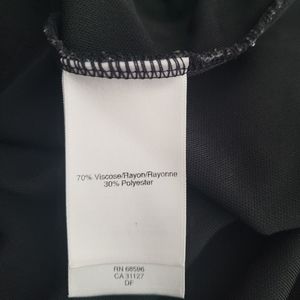 70% Viscose/Rayon/Rayonne
30% Polyester
RN 68596
CA 31127
DF